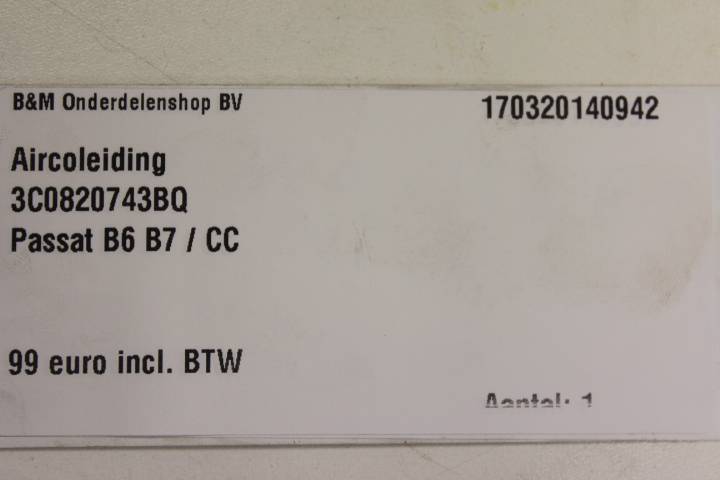 B&M Onderdelenshop BV
170320140942
Aircoleiding
3C0820743BQ
Passat B6 B7 / CC
99 euro incl. BTW
Aantal: 1